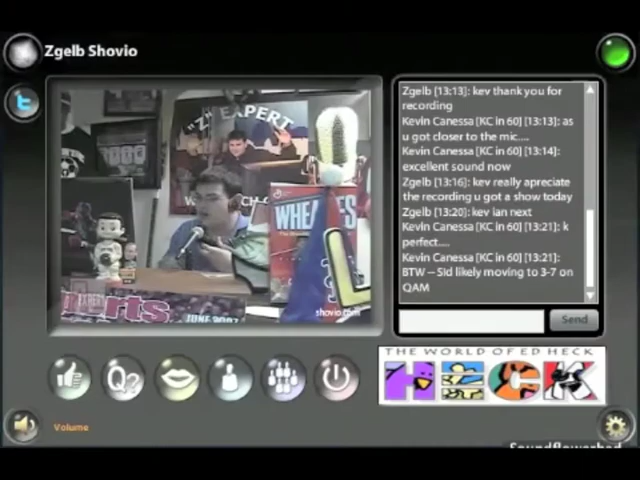 Zgelb Shovio
"Z" EXPERT
WHEATIES
shovio.com
Zgelb [13:13]: kev thank you for
recording
Kevin Canessa [KC in 60] [13:13]: as
u got closer to the mic....
Kevin Canessa [KC in 60] [13:14]:
excellent sound now
Zgelb [13:16]: kev really apreciate
the recording u got a show today
Zgelb [13:20]: kev ian next
Kevin Canessa [KC in 60] [13:21]: k
perfect....
Kevin Canessa [KC in 60] [13:21]:
BTW -- SId likely moving to 3-7 on
QAM
Send
Q?
THE WORLD OF ED HECK
HECK
Volume